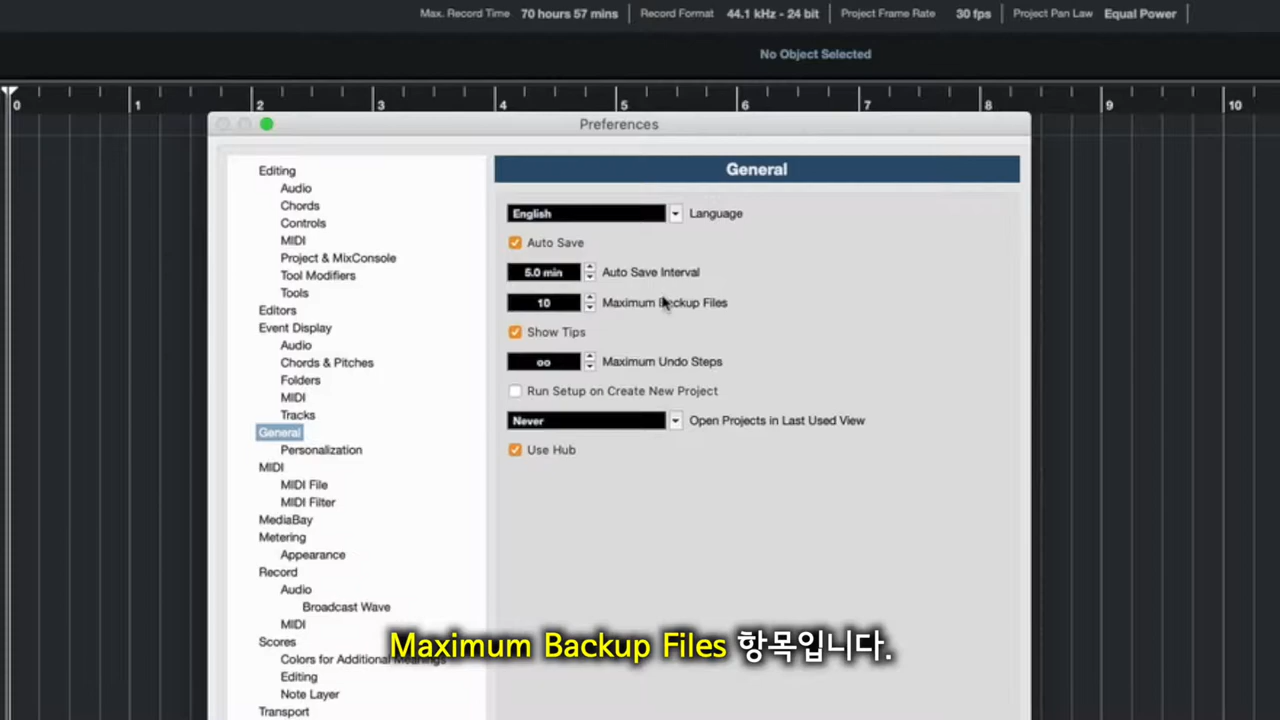 Max. Record Time 70 hours 57 mins Record Format 44.1 kHz - 24 bit Project Frame Rate 30 fps Project Pan Law Equal Power
No Object Selected
0 1 2 3 4 5 6 7 8 9 10
Preferences
Editing
Audio
Chords
Controls
MIDI
Project & MixConsole
Tool Modifiers
Tools
Editors
Event Display
Audio
Chords & Pitches
Folders
MIDI
Tracks
General
Personalization
MIDI
MIDI File
MIDI Filter
MediaBay
Metering
Appearance
Record
Audio
Broadcast Wave
MIDI
Scores
Colors for Additional Meanings
Editing
Note Layer
Transport
General
English Language
Auto Save
5.0 min Auto Save Interval
10 Maximum Backup Files
Show Tips
oo Maximum Undo Steps
Run Setup on Create New Project
Never Open Projects in Last Used View
Use Hub
Maximum Backup Files 항목입니다.